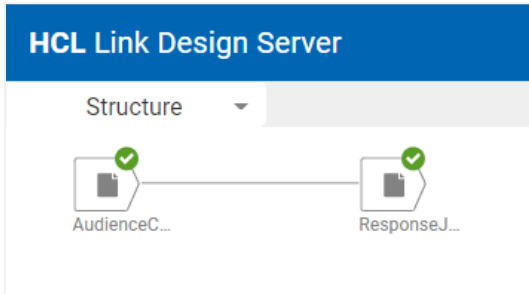 HCL Link Design Server
Structure
AudienceC...
ResponseJ...